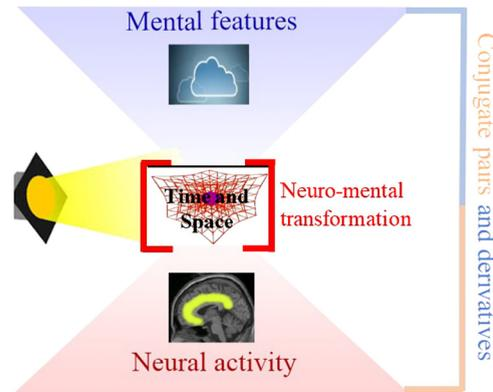 Mental features
Time and
Space
Neuro-mental
transformation
Neural activity
Conjugate pairs and derivatives